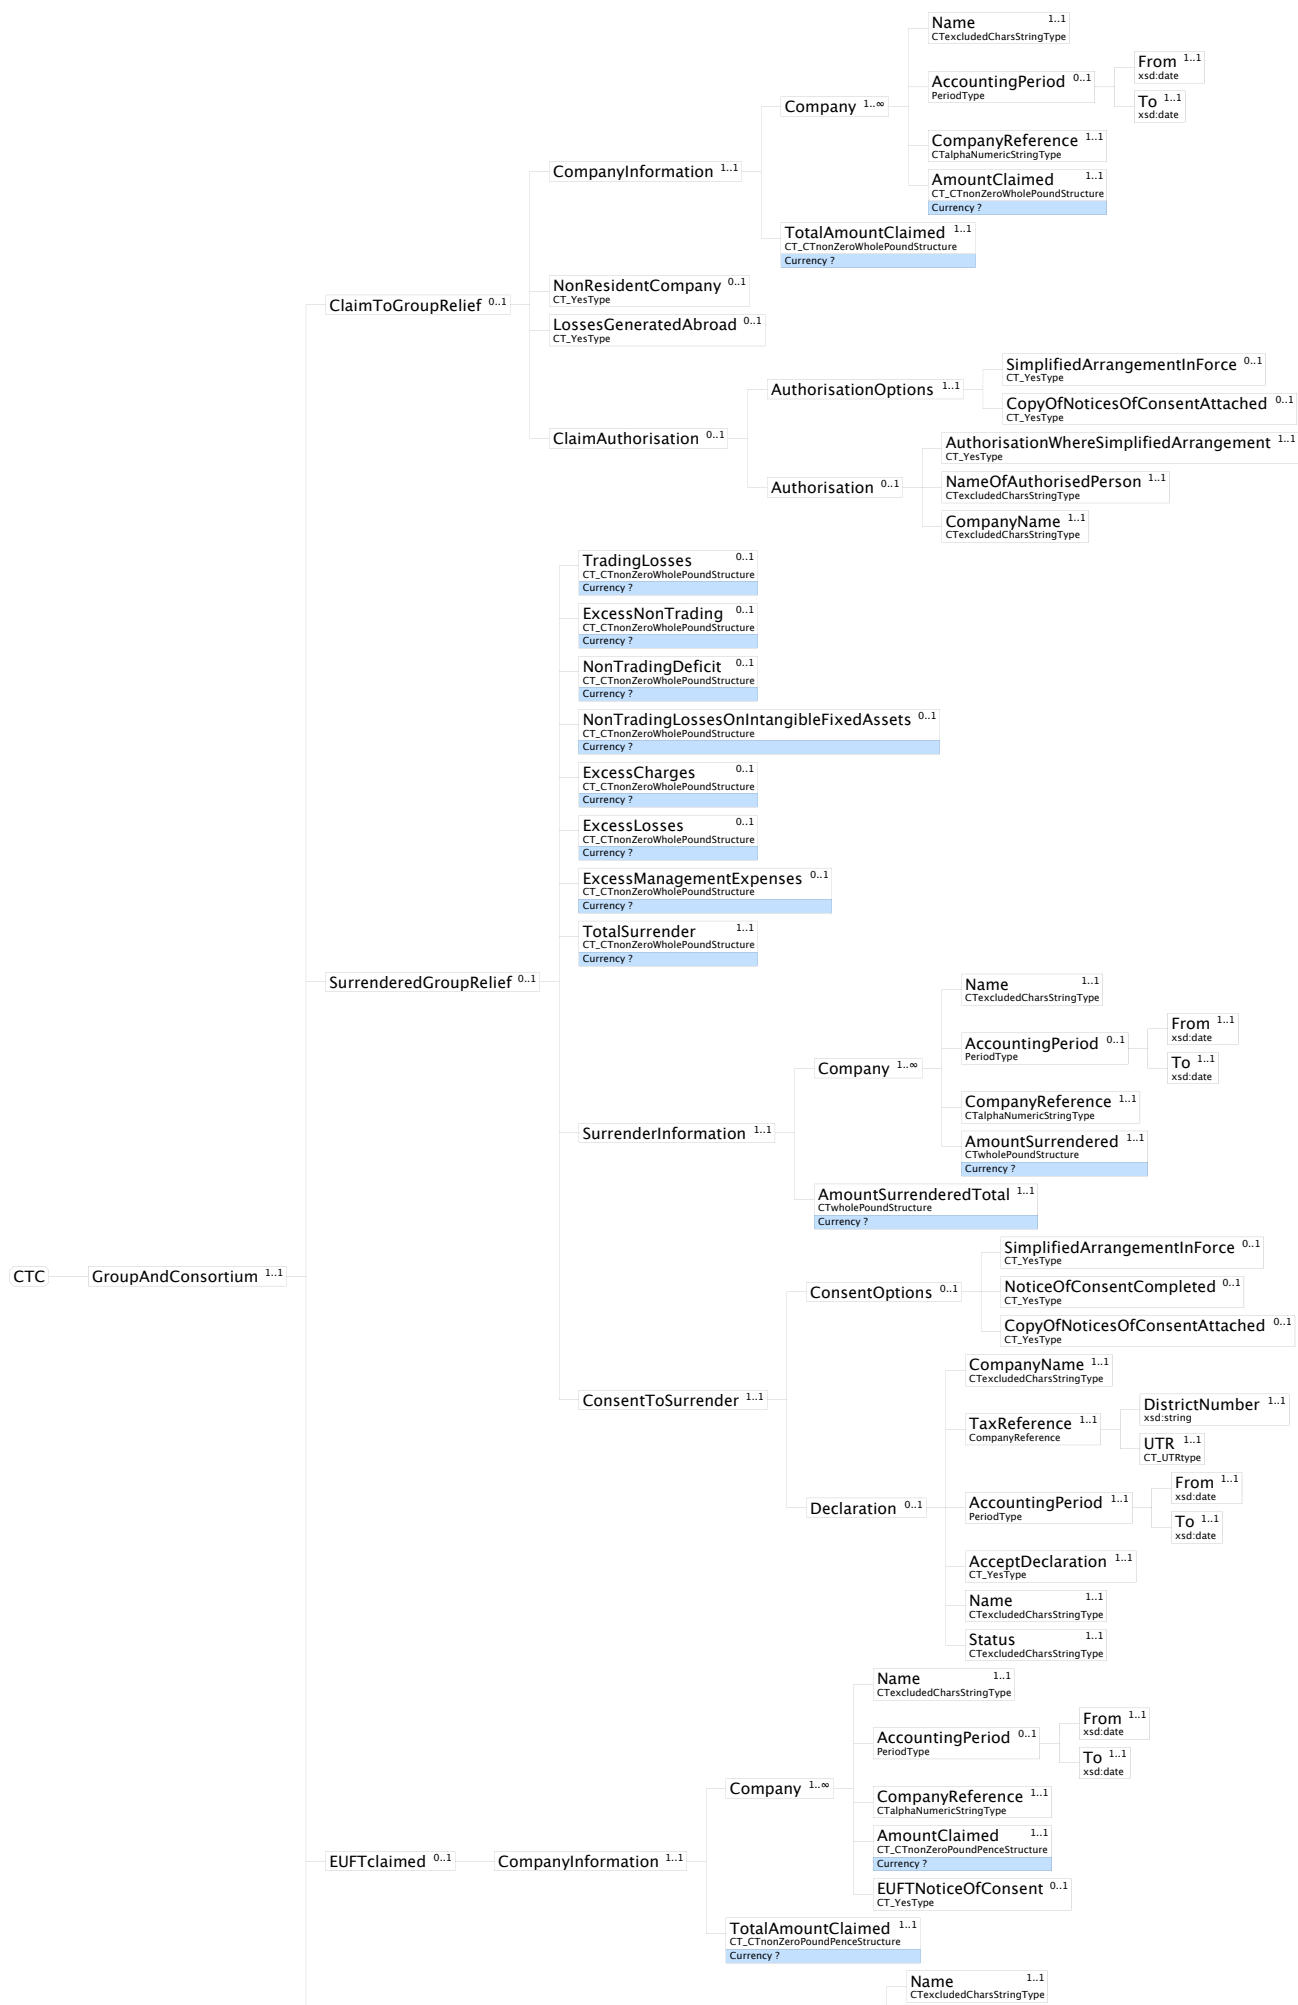 Name 1..1
CTexcludedCharsStringType
From 1..1
xsd:date
AccountingPeriod 0..1
PeriodType
To 1..1
xsd:date
Company 1..∞
CompanyReference 1..1
CTalphaNumericStringType
CompanyInformation 1..1
AmountClaimed 1..1
CT_CTnonZeroWholePoundStructure
Currency ?
TotalAmountClaimed 1..1
CT_CTnonZeroWholePoundStructure
Currency ?
NonResidentCompany 0..1
CT_YesType
ClaimToGroupRelief 0..1
LossesGeneratedAbroad 0..1
CT_YesType
SimplifiedArrangementInForce 0..1
CT_YesType
AuthorisationOptions 1..1
CopyOfNoticesOfConsentAttached 0..1
CT_YesType
ClaimAuthorisation 0..1
AuthorisationWhereSimplifiedArrangement 1..1
CT_YesType
Authorisation 0..1
NameOfAuthorisedPerson 1..1
CTexcludedCharsStringType
CompanyName 1..1
CTexcludedCharsStringType
TradingLosses 0..1
CT_CTnonZeroWholePoundStructure
Currency ?
ExcessNonTrading 0..1
CT_CTnonZeroWholePoundStructure
Currency ?
NonTradingDeficit 0..1
CT_CTnonZeroWholePoundStructure
Currency ?
NonTradingLossesOnIntangibleFixedAssets 0..1
CT_CTnonZeroWholePoundStructure
Currency ?
ExcessCharges 0..1
CT_CTnonZeroWholePoundStructure
Currency ?
ExcessLosses 0..1
CT_CTnonZeroWholePoundStructure
Currency ?
ExcessManagementExpenses 0..1
CT_CTnonZeroWholePoundStructure
Currency ?
TotalSurrender 1..1
CT_CTnonZeroWholePoundStructure
Currency ?
SurrenderedGroupRelief 0..1
Name 1..1
CTexcludedCharsStringType
From 1..1
xsd:date
AccountingPeriod 0..1
PeriodType
To 1..1
xsd:date
Company 1..∞
CompanyReference 1..1
CTalphaNumericStringType
SurrenderInformation 1..1
AmountSurrendered 1..1
CTwholePoundStructure
Currency ?
AmountSurrenderedTotal 1..1
CTwholePoundStructure
Currency ?
SimplifiedArrangementInForce 0..1
CT_YesType
CTC
GroupAndConsortium 1..1
ConsentOptions 0..1
NoticeOfConsentCompleted 0..1
CT_YesType
CopyOfNoticesOfConsentAttached 0..1
CT_YesType
CompanyName 1..1
CTexcludedCharsStringType
ConsentToSurrender 1..1
DistrictNumber 1..1
xsd:string
TaxReference 1..1
CompanyReference
UTR 1..1
CT_UTRtype
From 1..1
xsd:date
Declaration 0..1
AccountingPeriod 1..1
PeriodType
To 1..1
xsd:date
AcceptDeclaration 1..1
CT_YesType
Name 1..1
CTexcludedCharsStringType
Status 1..1
CTexcludedCharsStringType
Name 1..1
CTexcludedCharsStringType
From 1..1
xsd:date
AccountingPeriod 0..1
PeriodType
To 1..1
xsd:date
Company 1..∞
CompanyReference 1..1
CTalphaNumericStringType
AmountClaimed 1..1
CT_CTnonZeroPoundPenceStructure
Currency ?
EUFTclaimed 0..1
CompanyInformation 1..1
EUFTNoticeOfConsent 0..1
CT_YesType
TotalAmountClaimed 1..1
CT_CTnonZeroPoundPenceStructure
Currency ?
Name 1..1
CTexcludedCharsStringType